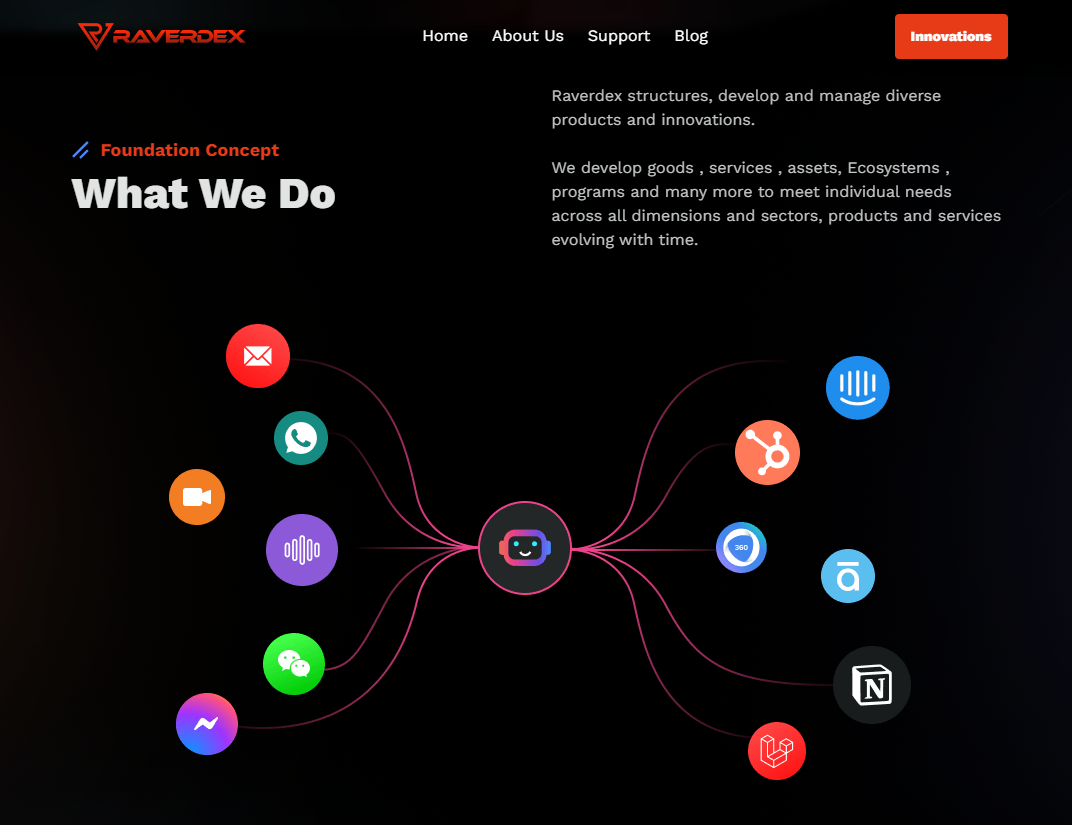 RAVERDEX
Home About Us Support Blog
Innovations
Foundation Concept
What We Do
Raverdex structures, develop and manage diverse
products and innovations.
We develop goods , services , assets, Ecosystems ,
programs and many more to meet individual needs
across all dimensions and sectors, products and services
evolving with time.
360
N